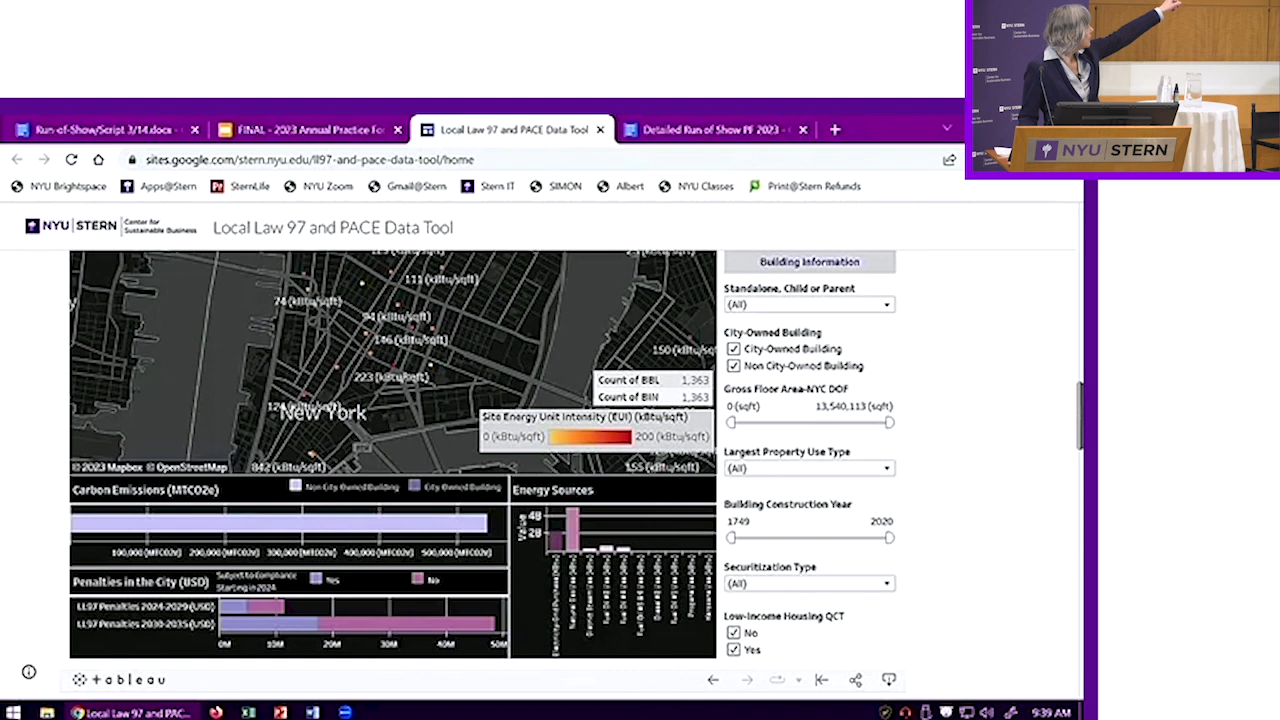 NYU STERN
Run-of-Show/Script 3/14.docx -
FINAL - 2023 Annual Practice Fo
Local Law 97 and PACE Data Tool
Detailed Run of Show PF 2023 -
sites.google.com/stern.nyu.edu/ll97-and-pace-data-tool/home
NYU Brightspace
Apps@Stern
SternLife
NYU Zoom
Gmail@Stern
Stern IT
SIMON
Albert
NYU Classes
Print@Stern Refunds
NYU STERN
Center for
Sustainable Business
Local Law 97 and PACE Data Tool
111 (kBtu/sqft)
74 (kBtu/sqft)
94 (kBtu/sqft)
146 (kBtu/sqft)
150 (kBtu/sq
223 (kBtu/sqft)
New York
Count of BBL 1,363
Count of BIN 1,363
Site Energy Unit Intensity (EUI) (kBtu/sqft)
0 (kBtu/sqft)
200 (kBtu/sqft)
© 2023 Mapbox © OpenStreetMap
842 (kBtu/sqft)
155 (kBtu/sqft)
Carbon Emissions (MTCO2e)
Non City Owned Building
City Owned Building
100,000 (MTCO2e)
200,000 (MTCO2e)
300,000 (MTCO2e)
400,000 (MTCO2e)
500,000 (MTCO2e)
Penalties in the City (USD)
Subject to Compliance
Starting in 2024
Yes
No
LL97 Penalties 2024-2029 (USD)
LL97 Penalties 2030-2035 (USD)
0M
10M
20M
30M
40M
50M
Energy Sources
Value
4B
2B
Building Information
Standalone, Child or Parent
(All)
City-Owned Building
City-Owned Building
Non City-Owned Building
Gross Floor Area-NYC DOF
0 (sqft)
13,540,113 (sqft)
Largest Property Use Type
(All)
Building Construction Year
1749
2020
Securitization Type
(All)
Low-Income Housing QCT
No
Yes
+ableau
Local Law 97 and PAC...
9:39 AM